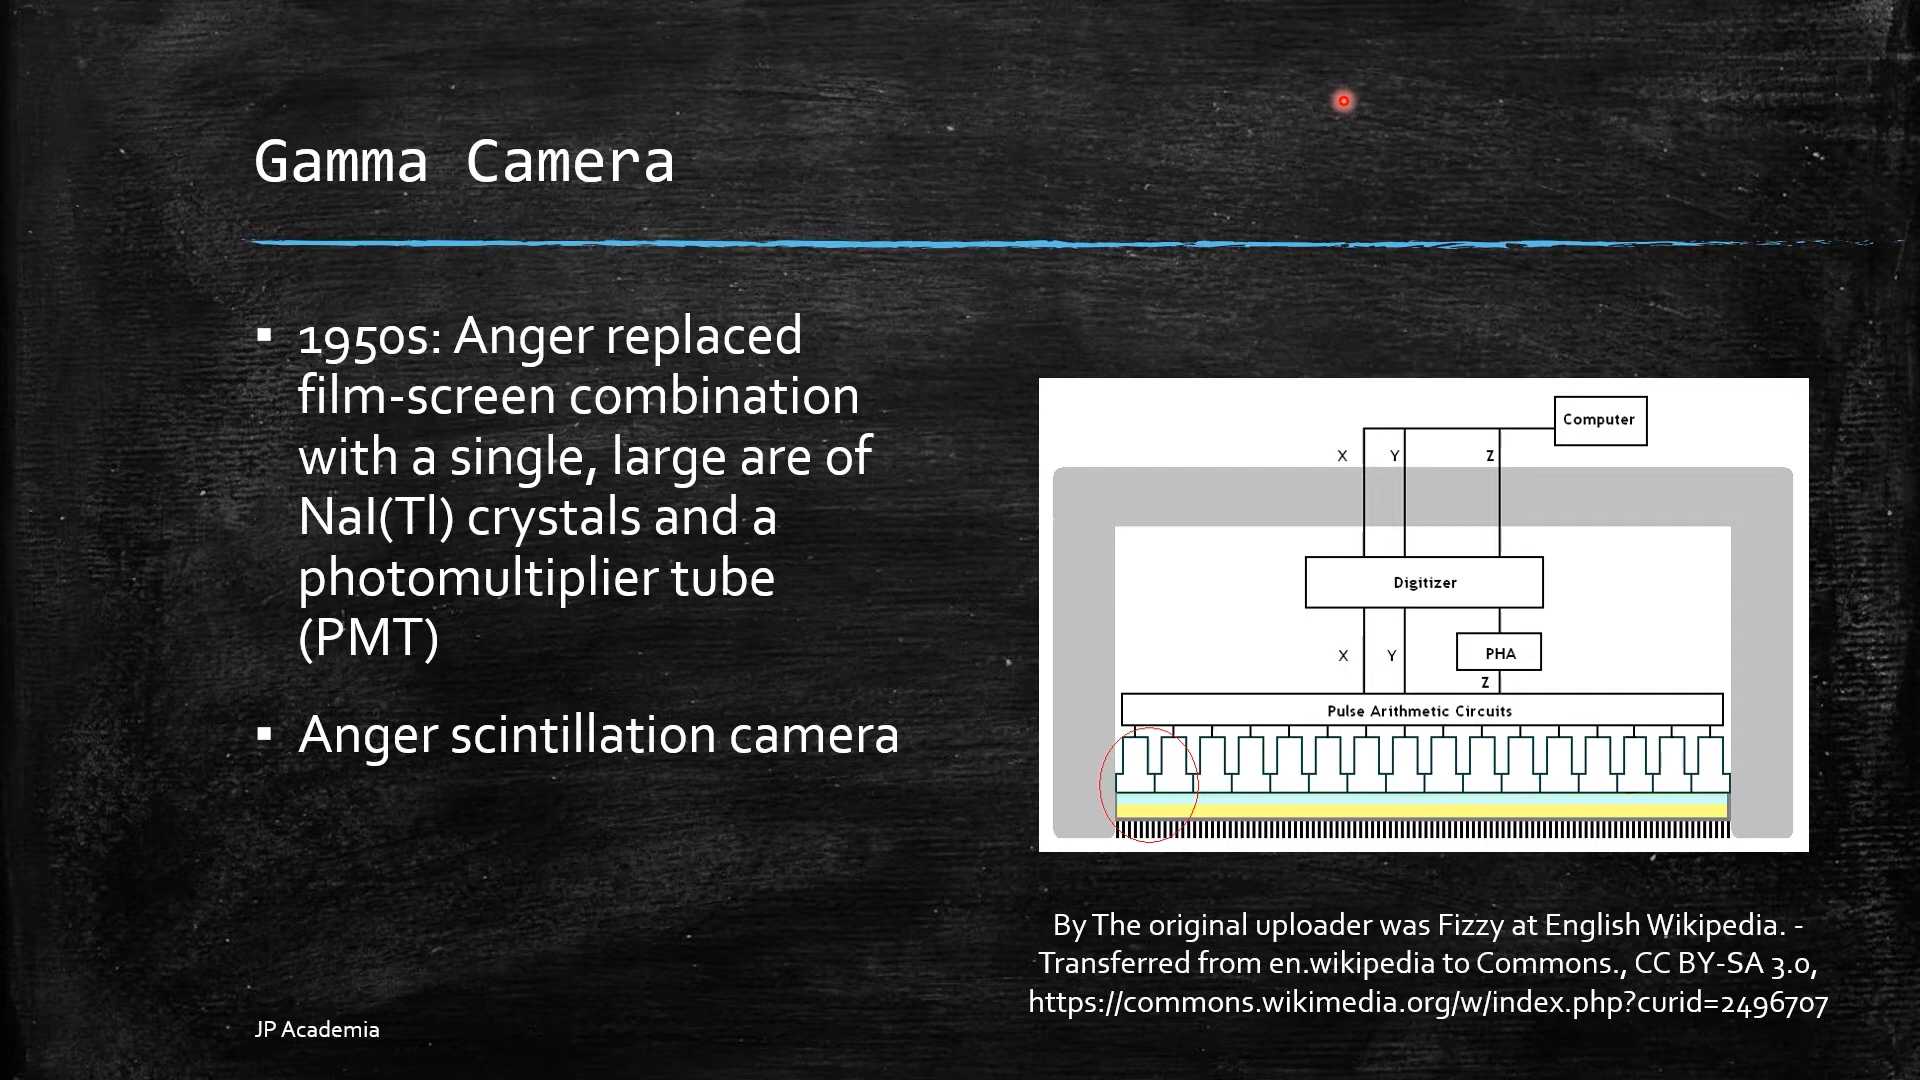 Gamma Camera
▪ 1950s: Anger replaced
film-screen combination
with a single, large are of
NaI(Tl) crystals and a
photomultiplier tube
(PMT)
▪ Anger scintillation camera
Computer
X Y Z
Digitizer
X Y PHA
Z
Pulse Arithmetic Circuits
By The original uploader was Fizzy at English Wikipedia. -
Transferred from en.wikipedia to Commons., CC BY-SA 3.0,
https://commons.wikimedia.org/w/index.php?curid=2496707
JP Academia